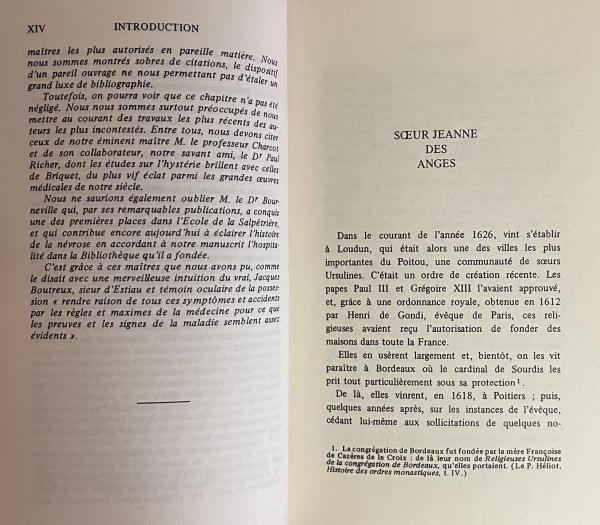 XIV INTRODUCTION
maîtres les plus autorisés en pareille matière. Nous
nous sommes montrés sobres de citations, le dispositif
d'un pareil ouvrage ne nous permettant pas d'étaler un
grand luxe de bibliographie.
Toutefois, on pourra voir que ce chapitre n'a pas été
négligé. Nous nous sommes surtout préoccupés de nous
mettre au courant des travaux les plus récents des au-
teurs les plus incontestés. Entre tous, nous devons citer
ceux de notre éminent maître M. le professeur Charcot
et de son collaborateur, notre savant ami, le Dr Paul
Richer, dont les études sur l'hystérie brillent avec celles
de Briquet, du plus vif éclat parmi les grandes œuvres
médicales de notre siècle.
Nous ne saurions également oublier M. le Dr Bour-
neville qui, par ses remarquables publications, a conquis
une des premières places dans l'Ecole de la Salpêtrière,
et qui contribue encore aujourd'hui à éclairer l'histoire
de la névrose en accordant à notre manuscrit l'hospita-
lité dans la Bibliothèque qu'il a fondée.
C'est grâce à ces maîtres que nous avons pu, comme
le disait avec une merveilleuse intuition du vrai, Jacques
Boutreux, sieur d'Estiau et témoin oculaire de la posses-
sion « rendre raison de tous ces symptômes et accidents
par les règles et maximes de la médecine pour ce que
les preuves et les signes de la maladie semblent assez
évidents ».
SŒUR JEANNE
DES
ANGES
Dans le courant de l'année 1626, vint s'établir
à Loudun, qui était alors une des villes les plus
importantes du Poitou, une communauté de sœurs
Ursulines. C'était un ordre de création récente. Les
papes Paul III et Grégoire XIII l'avaient approuvé,
et, grâce à une ordonnance royale, obtenue en 1612
par Henri de Gondi, évêque de Paris, ces reli-
gieuses avaient reçu l'autorisation de fonder des
maisons dans toute la France.
Elles en usèrent largement et, bientôt, on les vit
paraître à Bordeaux où le cardinal de Sourdis les
prit tout particulièrement sous sa protection¹.
De là, elles vinrent, en 1618, à Poitiers ; puis,
quelques années après, sur les instances de l'évêque,
cédant lui-même aux sollicitations de quelques no-
1. La congrégation de Bordeaux fut fondée par la mère Françoise
de Cazères de la Croix : de là leur nom de Religieuses Ursulines
de la congrégation de Bordeaux, qu'elles portaient. (Le P. Héliot,
Histoire des ordres monastiques, t. IV.)